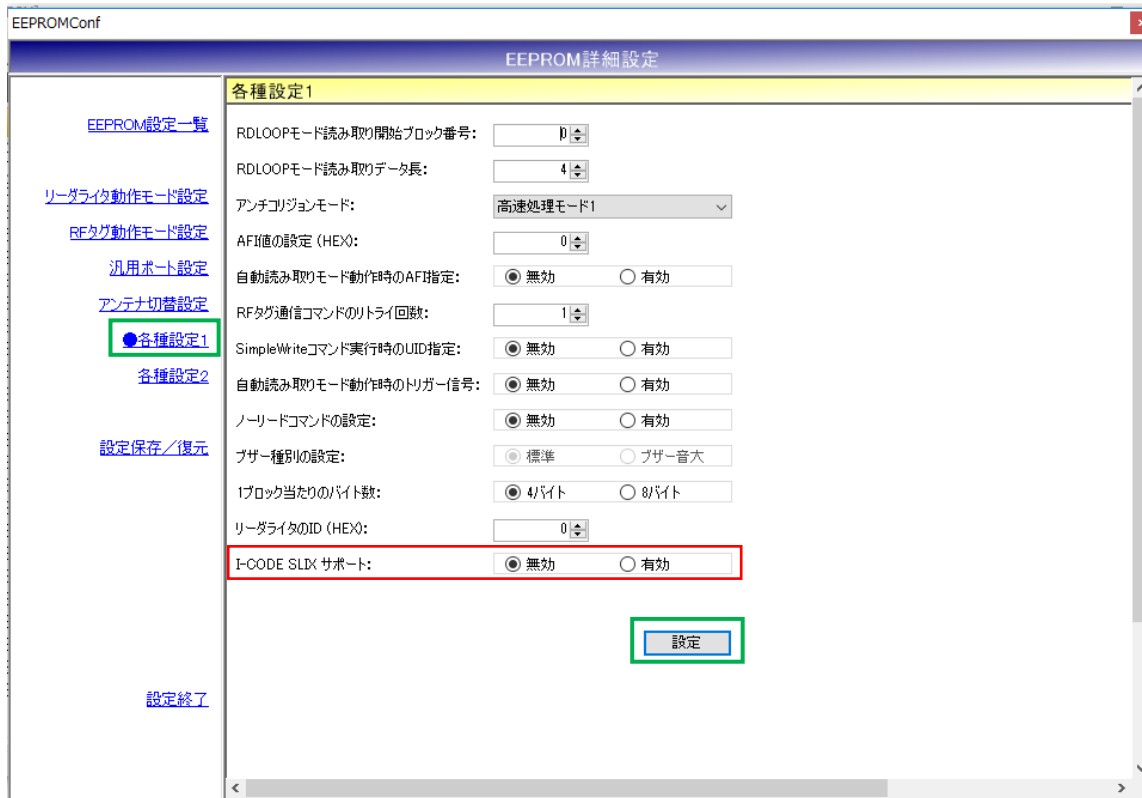 EEPROMConf
EEPROM詳細設定
EEPROM設定一覧
リーダライタ動作モード設定
RFタグ動作モード設定
汎用ポート設定
アンテナ切替設定
●各種設定1
各種設定2
設定保存／復元
設定終了
各種設定1
RDLOOPモード読み取り開始ブロック番号: 0
RDLOOPモード読み取りデータ長: 4
アンチコリジョンモード: 高速処理モード1
AFI値の設定 (HEX): 0
自動読み取りモード動作時のAFI指定: 無効 有効
RFタグ通信コマンドのリトライ回数: 1
SimpleWriteコマンド実行時のUID指定: 無効 有効
自動読み取りモード動作時のトリガー信号: 無効 有効
ノーリードコマンドの設定: 無効 有効
ブザー種別の設定: 標準 ブザー音大
1ブロック当たりのバイト数: 4バイト 8バイト
リーダライタのID (HEX): 0
I-CODE SLIX サポート: 無効 有効
設定